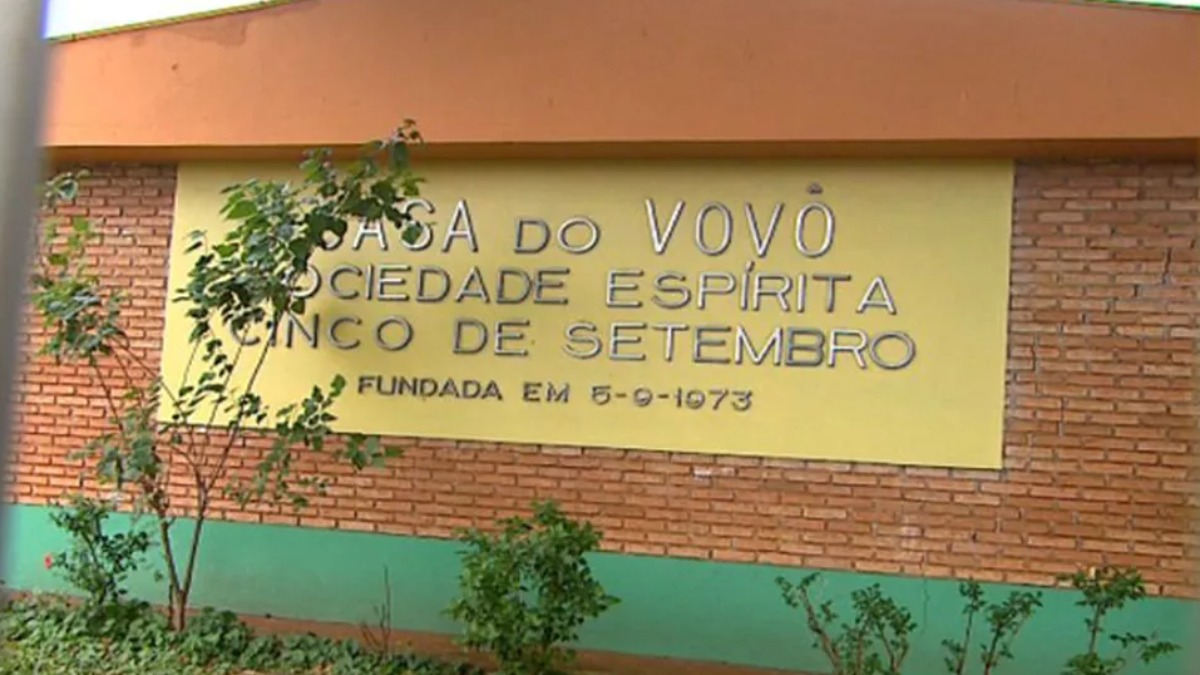 CASA DO VOVÔ
SOCIEDADE ESPÍRITA
CINCO DE SETEMBRO
FUNDADA EM 5-9-1973